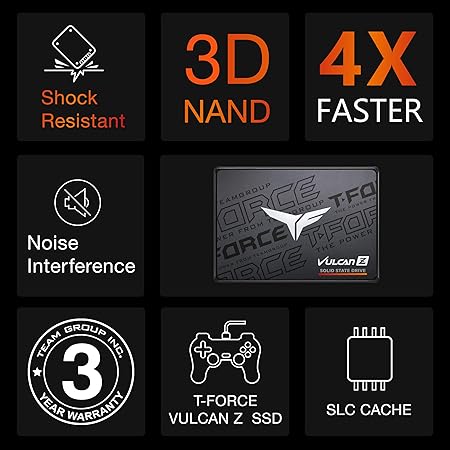 Shock
Resistant
3D
NAND
4X
FASTER
Noise
Interference
TEAMGROUP
T-FORCE
VULCAN Z
SOLID STATE DRIVE
TEAM GROUP INC.
3
YEAR WARRANTY
T-FORCE
VULCAN Z SSD
SLC CACHE